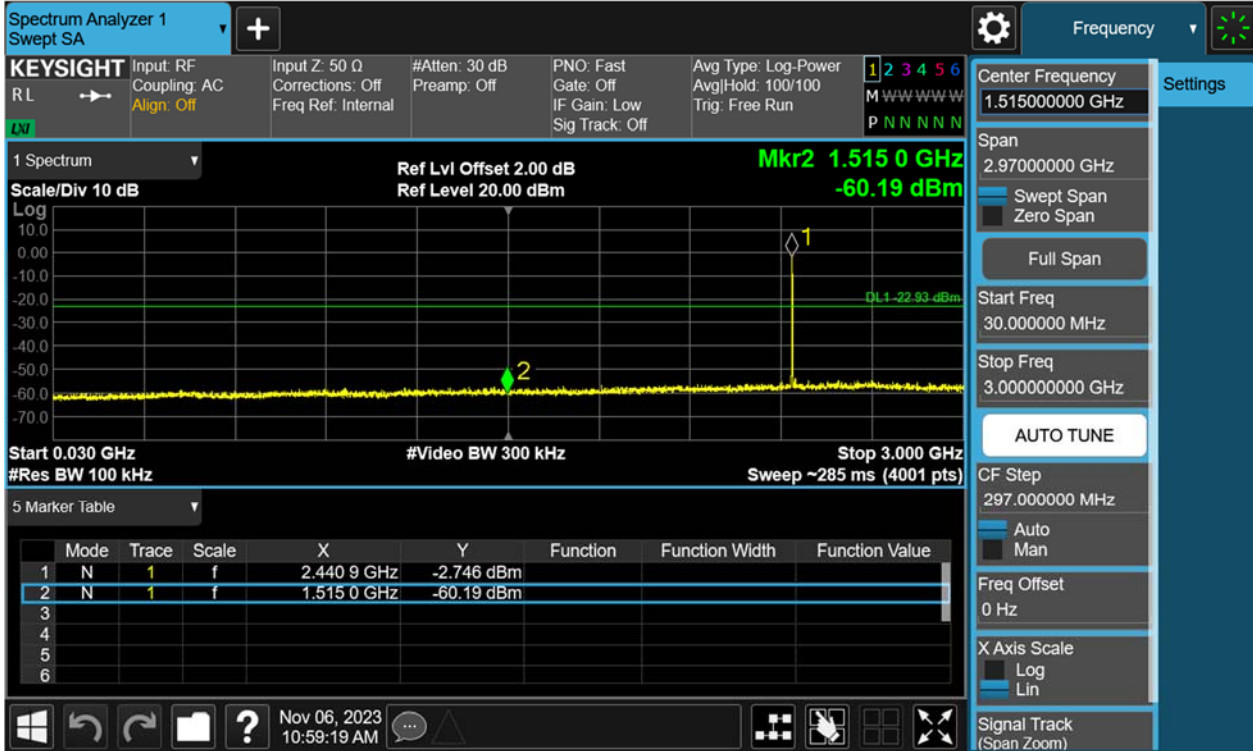 Spectrum Analyzer 1
Swept SA
+
Frequency
KEYSIGHT
RL
LXI
Input: RF
Coupling: AC
Align: Off
Input Z: 50 Ω
Corrections: Off
Freq Ref: Internal
#Atten: 30 dB
Preamp: Off
PNO: Fast
Gate: Off
IF Gain: Low
Sig Track: Off
Avg Type: Log-Power
Avg|Hold: 100/100
Trig: Free Run
1 2 3 4 5 6
M W W W W W
P N N N N N
1 Spectrum
Scale/Div 10 dB
Ref Lvl Offset 2.00 dB
Ref Level 20.00 dBm
Mkr2 1.515 0 GHz
-60.19 dBm
Log
10.0
0.00
-10.0
-20.0
-30.0
-40.0
-50.0
-60.0
-70.0
1
DL1 -22.93 dBm
2
Start 0.030 GHz
#Res BW 100 kHz
#Video BW 300 kHz
Stop 3.000 GHz
Sweep ~285 ms (4001 pts)
5 Marker Table
Mode Trace Scale X Y Function Function Width Function Value
1 N 1 f 2.440 9 GHz -2.746 dBm
2 N 1 f 1.515 0 GHz -60.19 dBm
3
4
5
6
?
Nov 06, 2023
10:59:19 AM
Center Frequency
1.515000000 GHz
Span
2.97000000 GHz
Swept Span
Zero Span
Full Span
Start Freq
30.000000 MHz
Stop Freq
3.000000000 GHz
AUTO TUNE
CF Step
297.000000 MHz
Auto
Man
Freq Offset
0 Hz
X Axis Scale
Log
Lin
Signal Track
(Span Zoom)
Settings